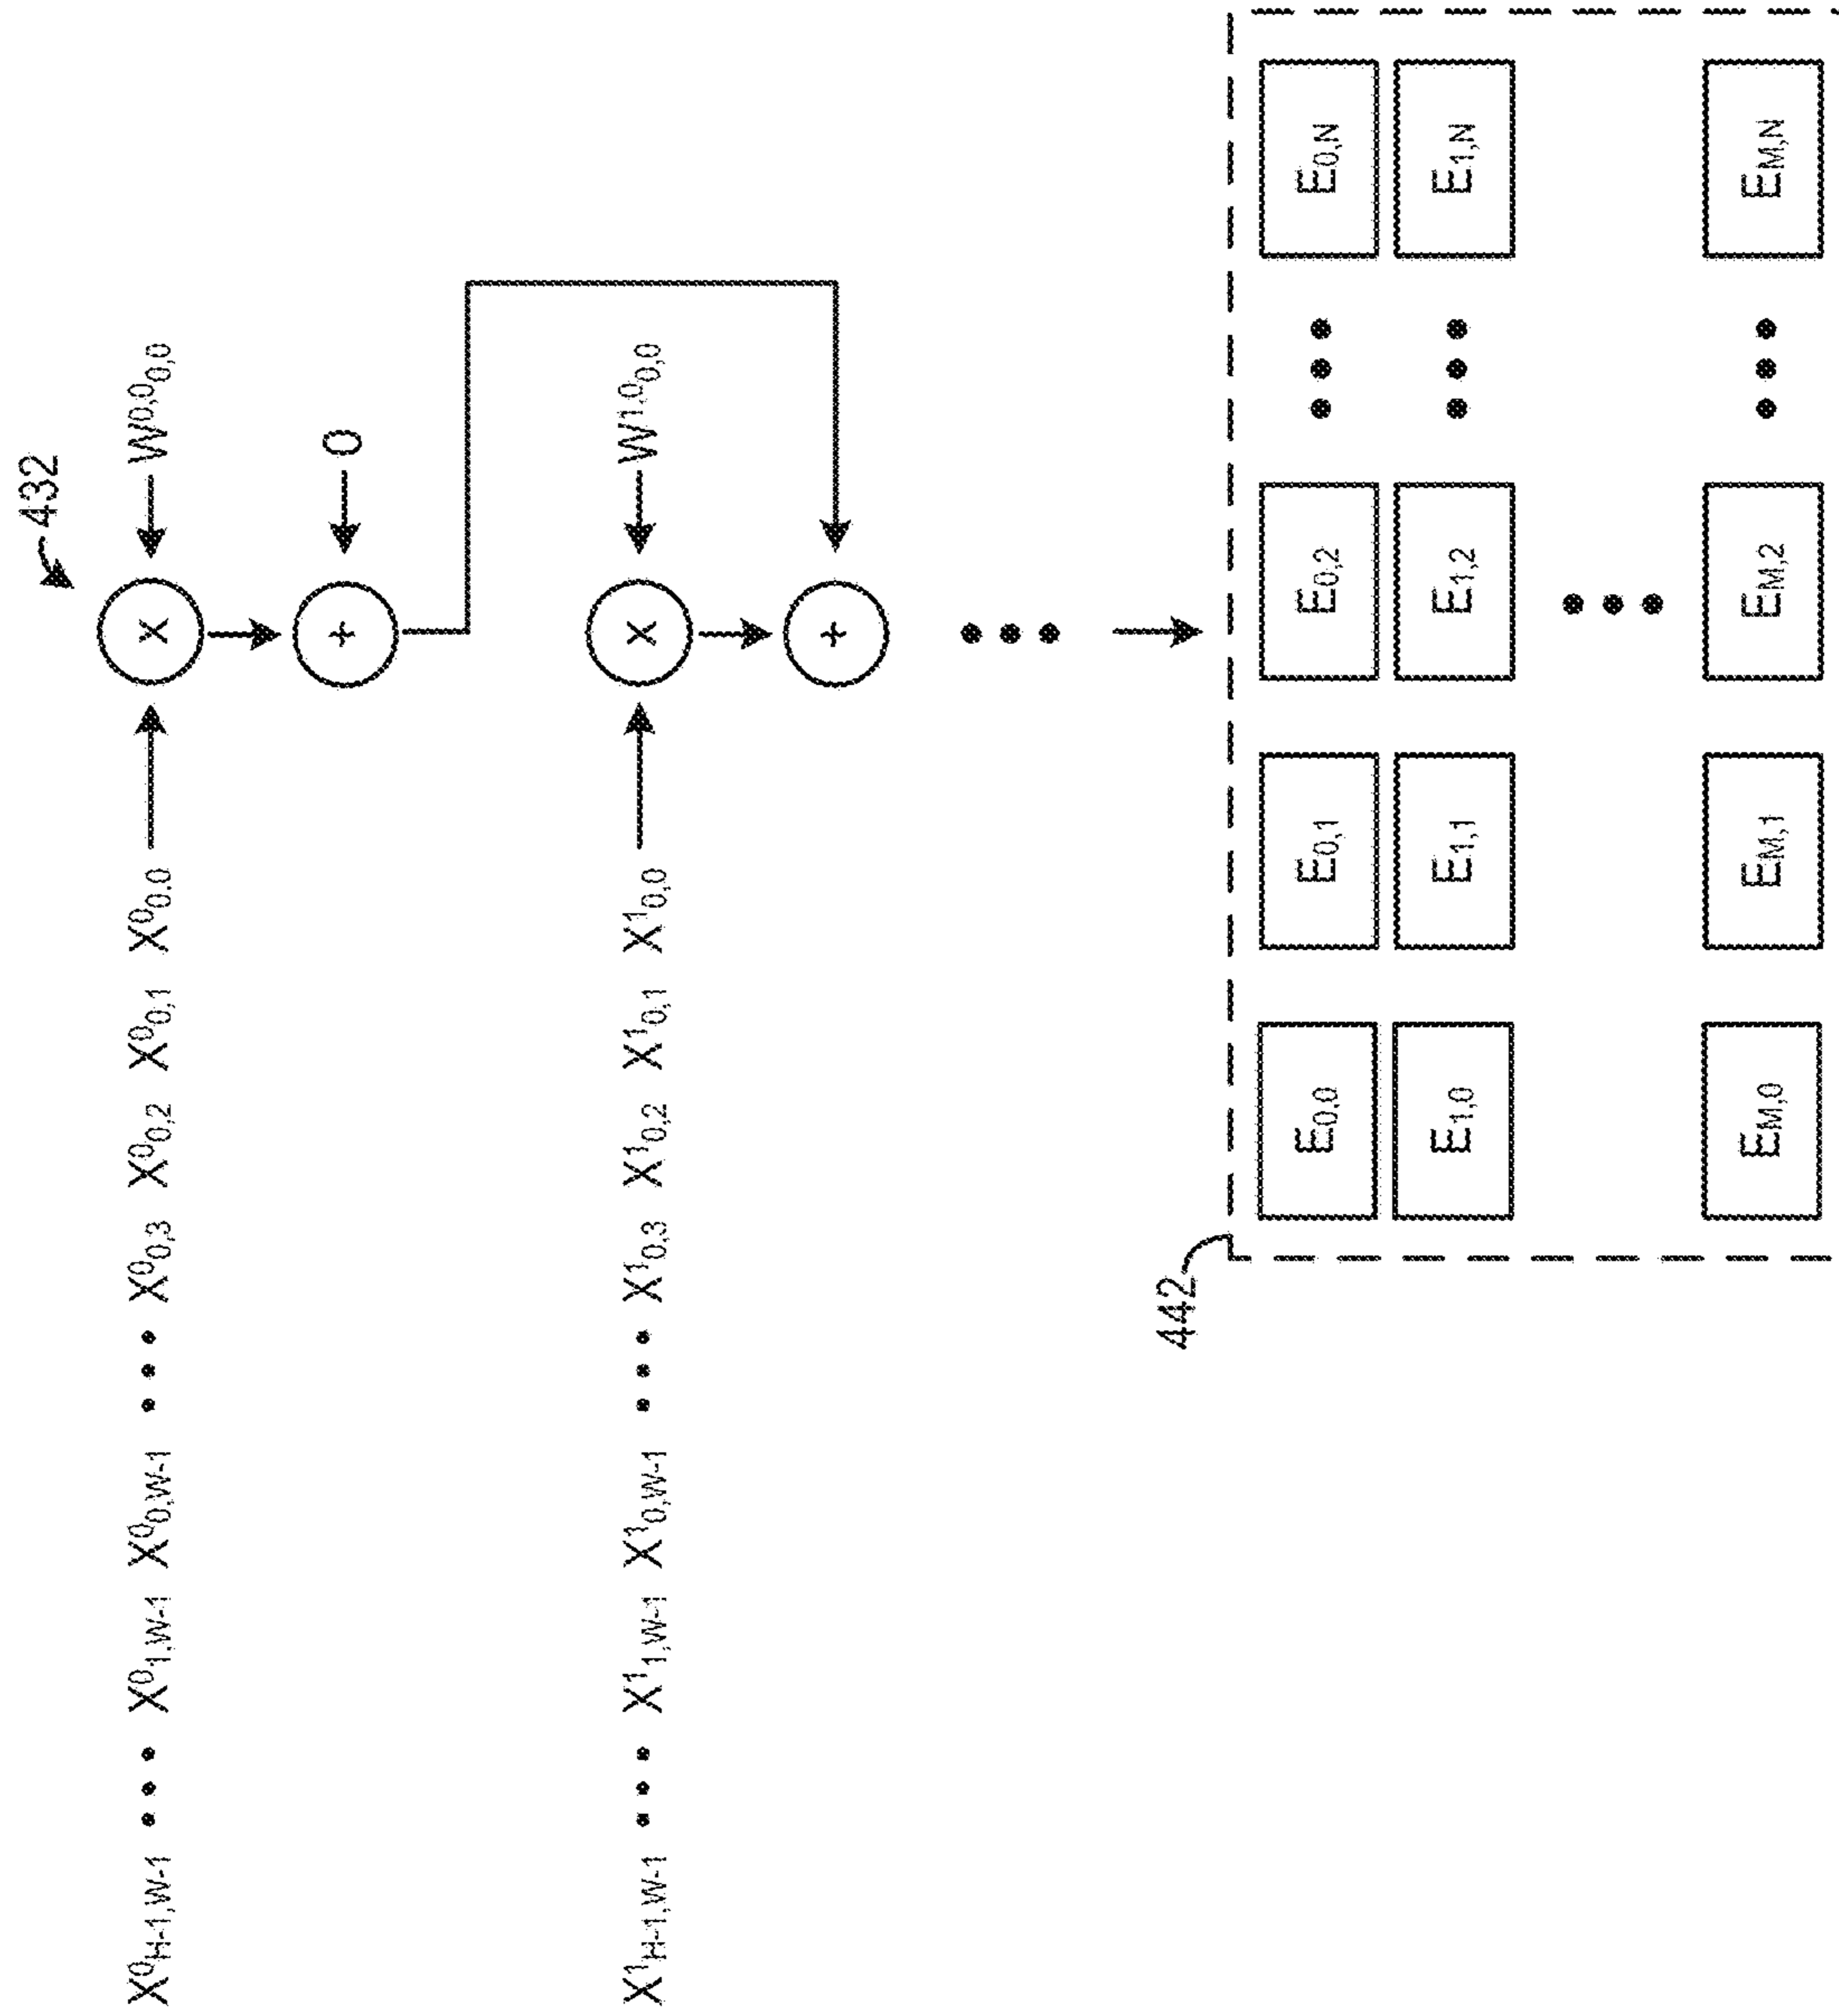 432
X⁰H-1,W-1 ••• X⁰1,W-1 X⁰0,W-1 ••• X⁰0,3 X⁰0,2 X⁰0,1 X⁰0,0 X W⁰,⁰0,0
+ 0
X¹H-1,W-1 ••• X¹1,W-1 X¹0,W-1 ••• X¹0,3 X¹0,2 X¹0,1 X¹0,0 X W¹,⁰0,0
+
442
E0,0 E0,1 E0,2 ••• E0,N
E1,0 E1,1 E1,2 ••• E1,N
EM,0 EM,1 EM,2 ••• EM,N